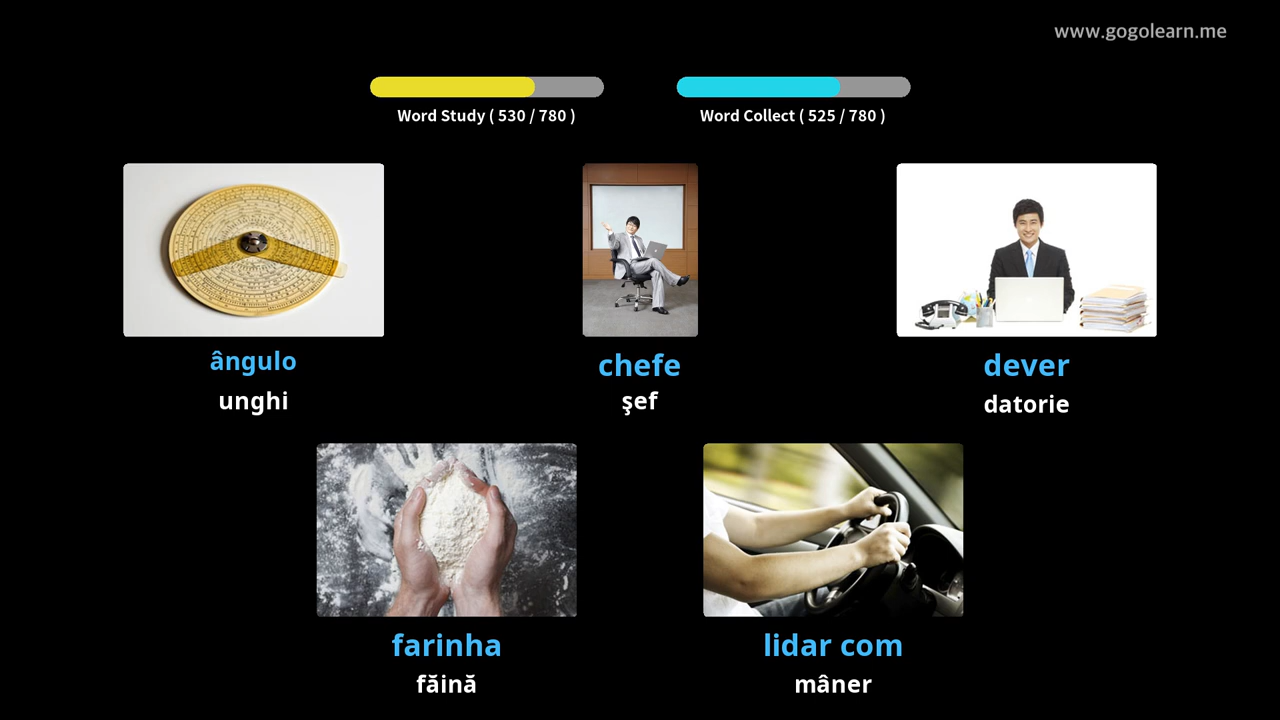 www.gogolearn.me
Word Study ( 530 / 780 )
Word Collect ( 525 / 780 )
ângulo
unghi
chefe
şef
dever
datorie
farinha
făină
lidar com
mâner